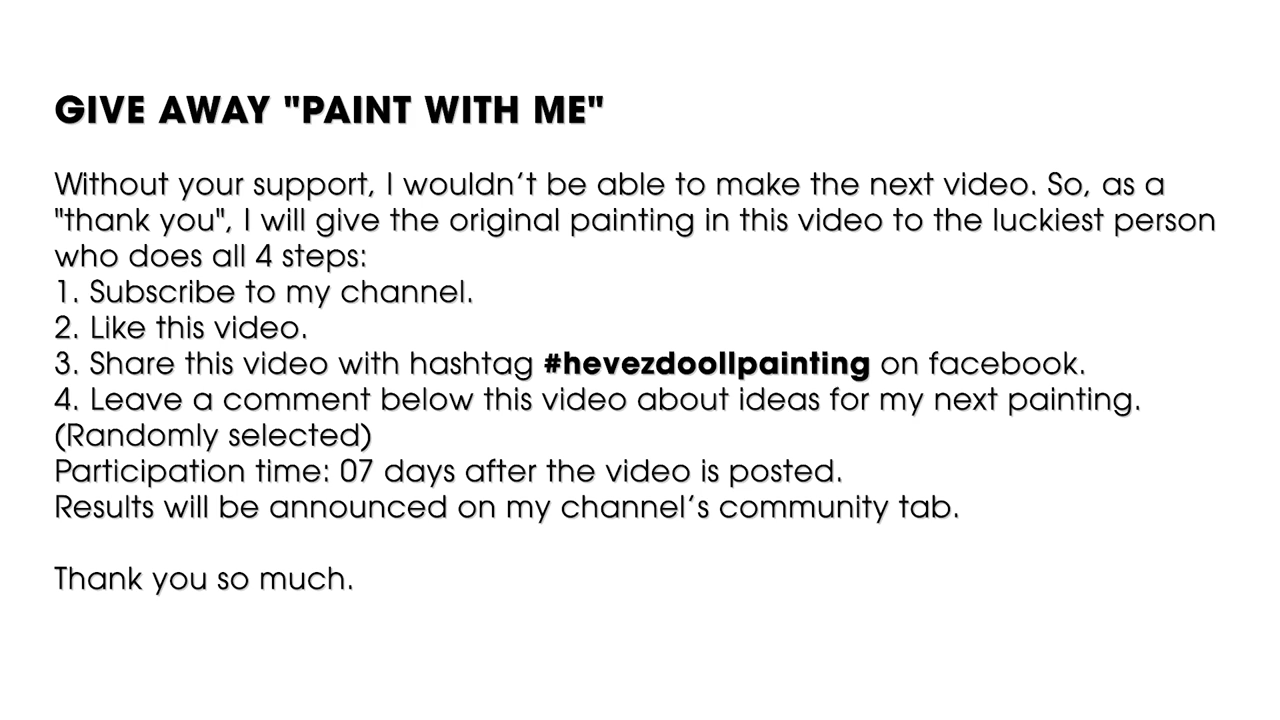 GIVE AWAY "PAINT WITH ME"
Without your support, I wouldn't be able to make the next video. So, as a
"thank you", I will give the original painting in this video to the luckiest person
who does all 4 steps:
1. Subscribe to my channel.
2. Like this video.
3. Share this video with hashtag #hevezdoollpainting on facebook.
4. Leave a comment below this video about ideas for my next painting.
(Randomly selected)
Participation time: 07 days after the video is posted.
Results will be announced on my channel's community tab.
Thank you so much.